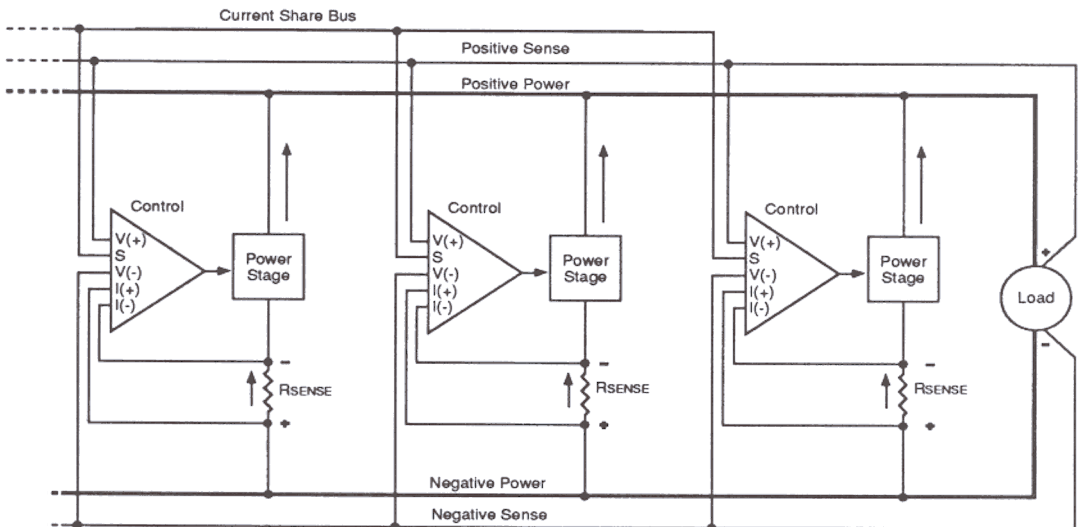 Current Share Bus
Positive Sense
Positive Power
Control
V(+)
S
V(-)
I(+)
I(-)
Power
Stage
-
RSENSE
+
Control
V(+)
S
V(-)
I(+)
I(-)
Power
Stage
-
RSENSE
+
Control
V(+)
S
V(-)
I(+)
I(-)
Power
Stage
-
RSENSE
+
+
Load
-
Negative Power
Negative Sense